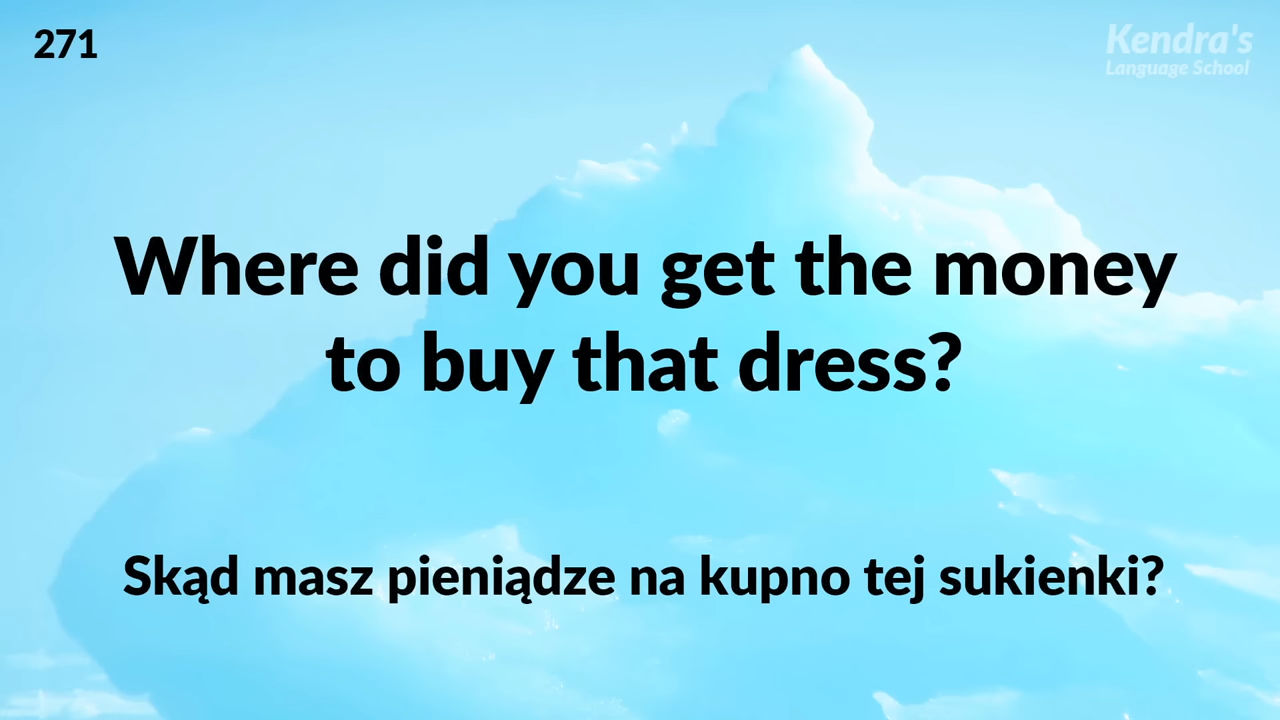 271
Kendra's
Language School
Where did you get the money
to buy that dress?
Skąd masz pieniądze na kupno tej sukienki?